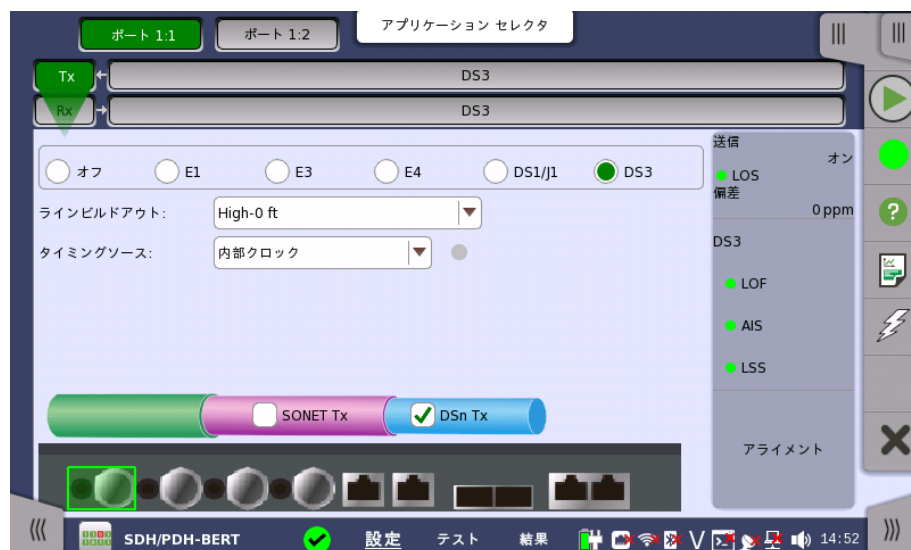 アプリケーション セレクタ
ポート 1:1
ポート 1:2
Tx
DS3
Rx
DS3
オフ
E1
E3
E4
DS1/J1
DS3
ラインビルドアウト:
High-0 ft
タイミングソース:
内部クロック
送信
オン
LOS
偏差
0 ppm
DS3
LOF
AIS
LSS
アライメント
SONET Tx
DSn Tx
SDH/PDH-BERT
設定
テスト
結果
14:52